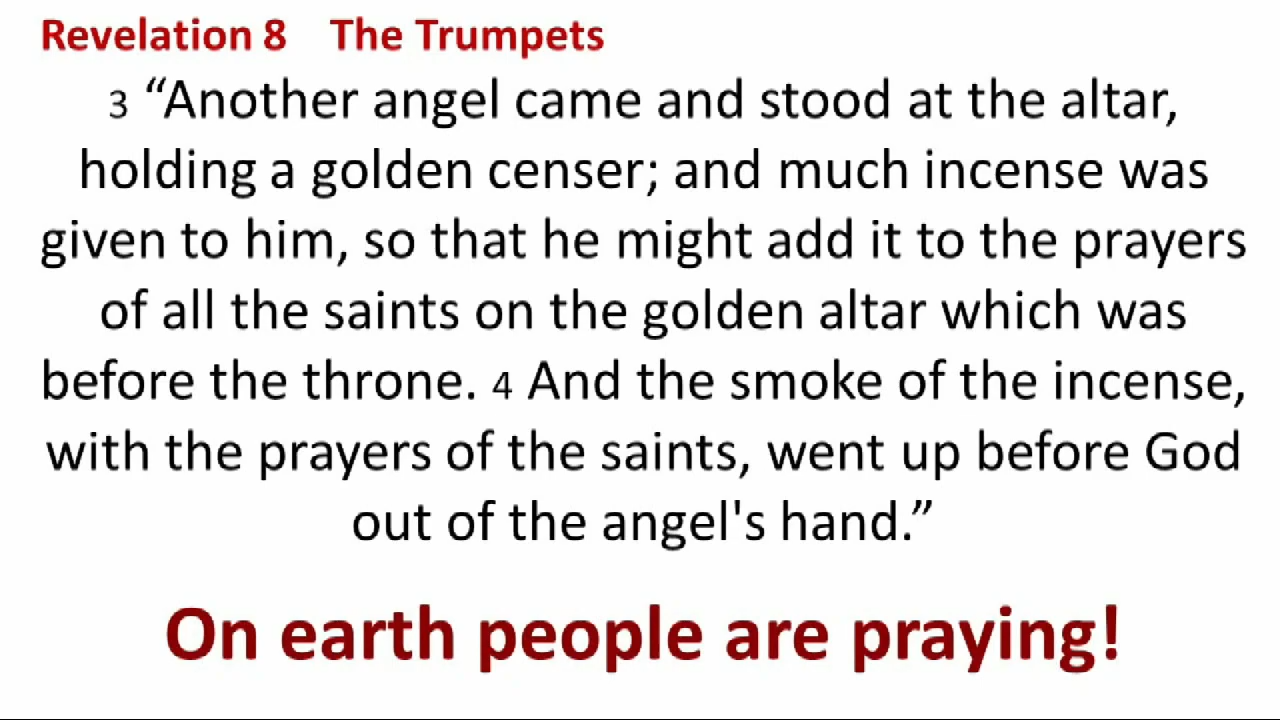 Revelation 8 The Trumpets
3 “Another angel came and stood at the altar,
holding a golden censer; and much incense was
given to him, so that he might add it to the prayers
of all the saints on the golden altar which was
before the throne. 4 And the smoke of the incense,
with the prayers of the saints, went up before God
out of the angel's hand.”
On earth people are praying!